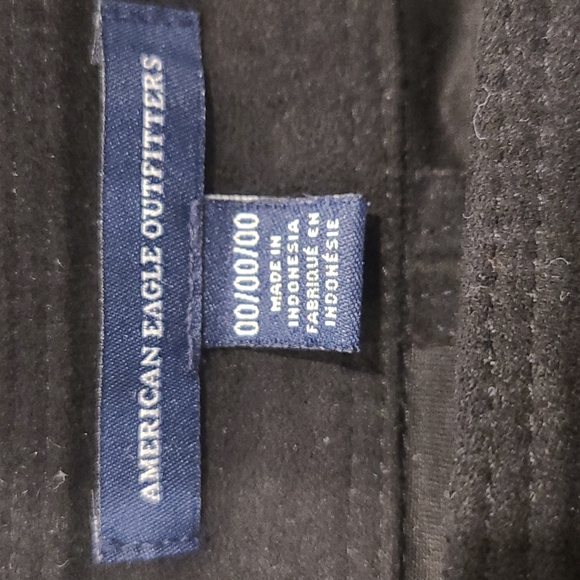 AMERICAN EAGLE OUTFITTERS
00/00/00
MADE IN
INDONESIA
FABRIQUÉ EN
INDONÉSIE